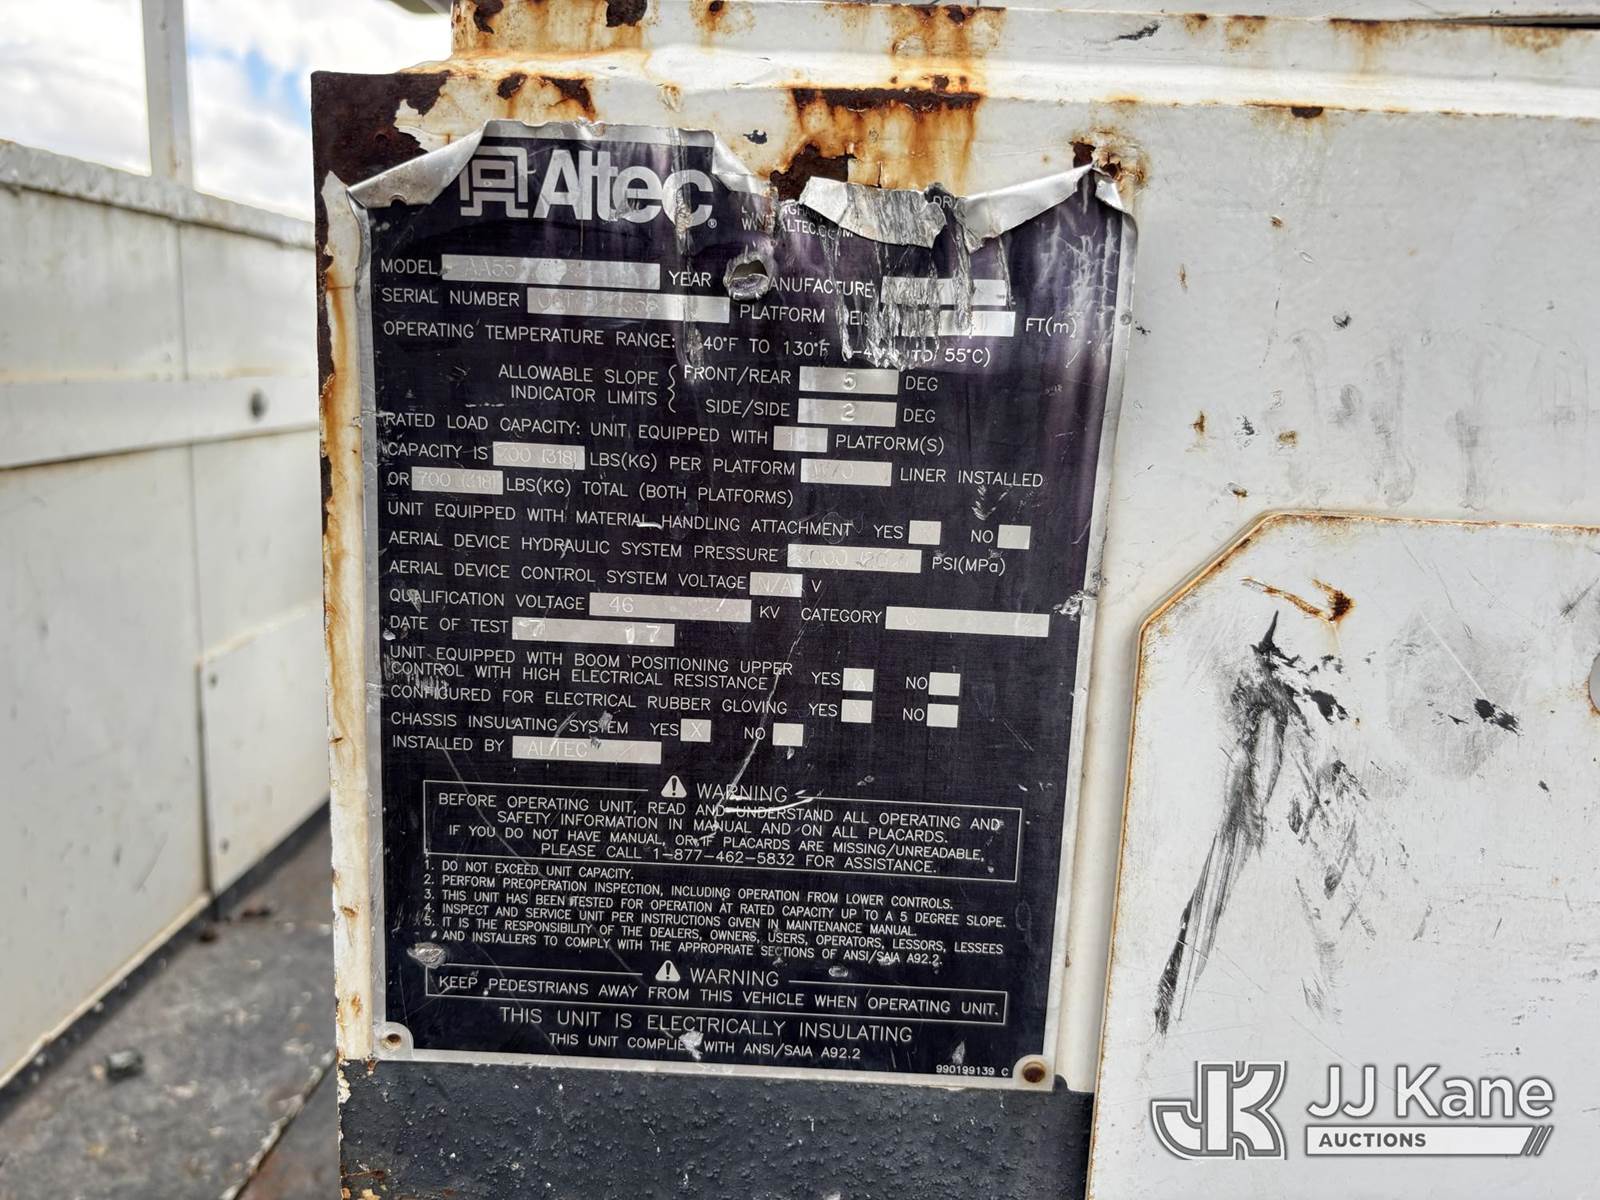 Altec®
WWW.ALTEC.COM
MODEL AA55 YEAR MANUFACTURE
SERIAL NUMBER PLATFORM FT(m)
OPERATING TEMPERATURE RANGE: -40°F TO 130°F TO 55°C)
ALLOWABLE SLOPE FRONT/REAR 5 DEG
INDICATOR LIMITS SIDE/SIDE 2 DEG
RATED LOAD CAPACITY: UNIT EQUIPPED WITH 1 PLATFORM(S)
CAPACITY IS 700 (318) LBS(KG) PER PLATFORM LINER INSTALLED
OR 700 (318) LBS(KG) TOTAL (BOTH PLATFORMS)
UNIT EQUIPPED WITH MATERIAL HANDLING ATTACHMENT YES NO
AERIAL DEVICE HYDRAULIC SYSTEM PRESSURE PSI(MPa)
AERIAL DEVICE CONTROL SYSTEM VOLTAGE N/A V
QUALIFICATION VOLTAGE 46 KV CATEGORY
DATE OF TEST 7 17
UNIT EQUIPPED WITH BOOM POSITIONING UPPER
CONTROL WITH HIGH ELECTRICAL RESISTANCE YES NO
CONFIGURED FOR ELECTRICAL RUBBER GLOVING YES NO
CHASSIS INSULATING SYSTEM YES X NO
INSTALLED BY ALTEC
WARNING
BEFORE OPERATING UNIT, READ AND UNDERSTAND ALL OPERATING AND
SAFETY INFORMATION IN MANUAL AND ON ALL PLACARDS.
IF YOU DO NOT HAVE MANUAL, OR IF PLACARDS ARE MISSING/UNREADABLE,
PLEASE CALL 1-877-462-5832 FOR ASSISTANCE.
1. DO NOT EXCEED UNIT CAPACITY.
2. PERFORM PREOPERATION INSPECTION, INCLUDING OPERATION FROM LOWER CONTROLS.
3. THIS UNIT HAS BEEN TESTED FOR OPERATION AT RATED CAPACITY UP TO A 5 DEGREE SLOPE.
4. INSPECT AND SERVICE UNIT PER INSTRUCTIONS GIVEN IN MAINTENANCE MANUAL.
5. IT IS THE RESPONSIBILITY OF THE DEALERS, OWNERS, USERS, OPERATORS, LESSORS, LESSEES
AND INSTALLERS TO COMPLY WITH THE APPROPRIATE SECTIONS OF ANSI/SAIA A92.2.
WARNING
KEEP PEDESTRIANS AWAY FROM THIS VEHICLE WHEN OPERATING UNIT.
THIS UNIT IS ELECTRICALLY INSULATING
THIS UNIT COMPLIES WITH ANSI/SAIA A92.2
990199139 C
JK JJ Kane
AUCTIONS